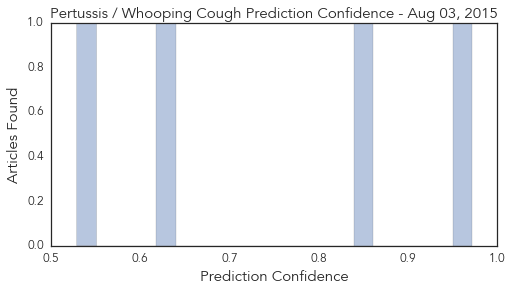 Pertussis / Whooping Cough Prediction Confidence - Aug 03, 2015
1.0
0.8
0.6
0.4
0.2
0.0
Articles Found
0.5 0.6 0.7 0.8 0.9 1.0
Prediction Confidence